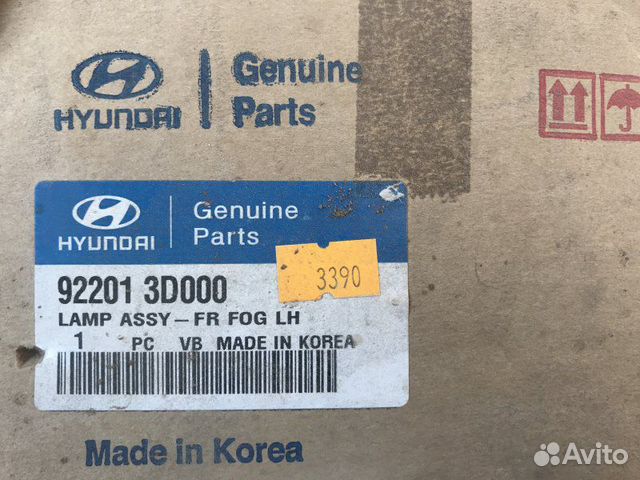 HYUNDAI
Genuine
Parts
HYUNDAI
Genuine
Parts
3390
92201 3D000
LAMP ASSY-FR FOG LH
1 PC VB MADE IN KOREA
Made in Korea
Avito